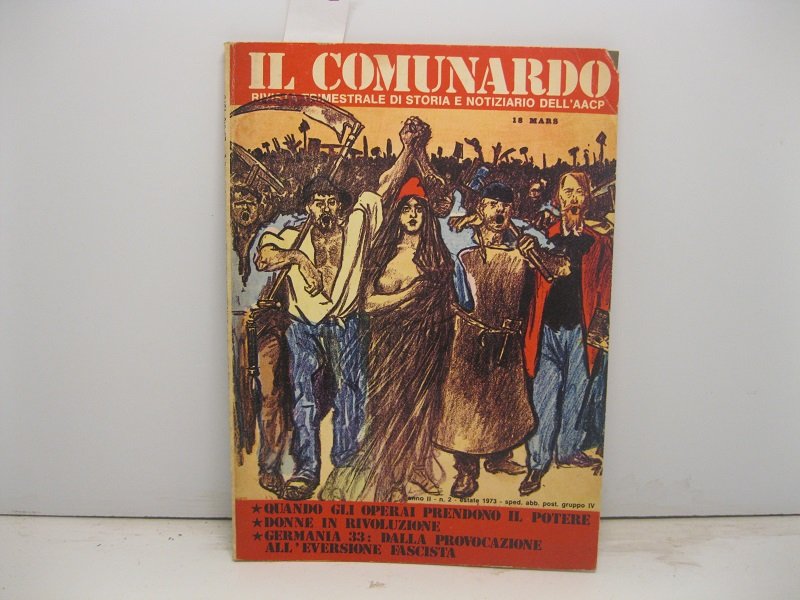 IL COMUNARDO
RIVISTA TRIMESTRALE DI STORIA E NOTIZIARIO DELL'AACP
18 MARS
anno II - n. 2 - estate 1973 - sped. abb. post. gruppo IV
★ QUANDO GLI OPERAI PRENDONO IL POTERE
★ DONNE IN RIVOLUZIONE
★ GERMANIA 33: DALLA PROVOCAZIONE
ALL'EVERSIONE FASCISTA